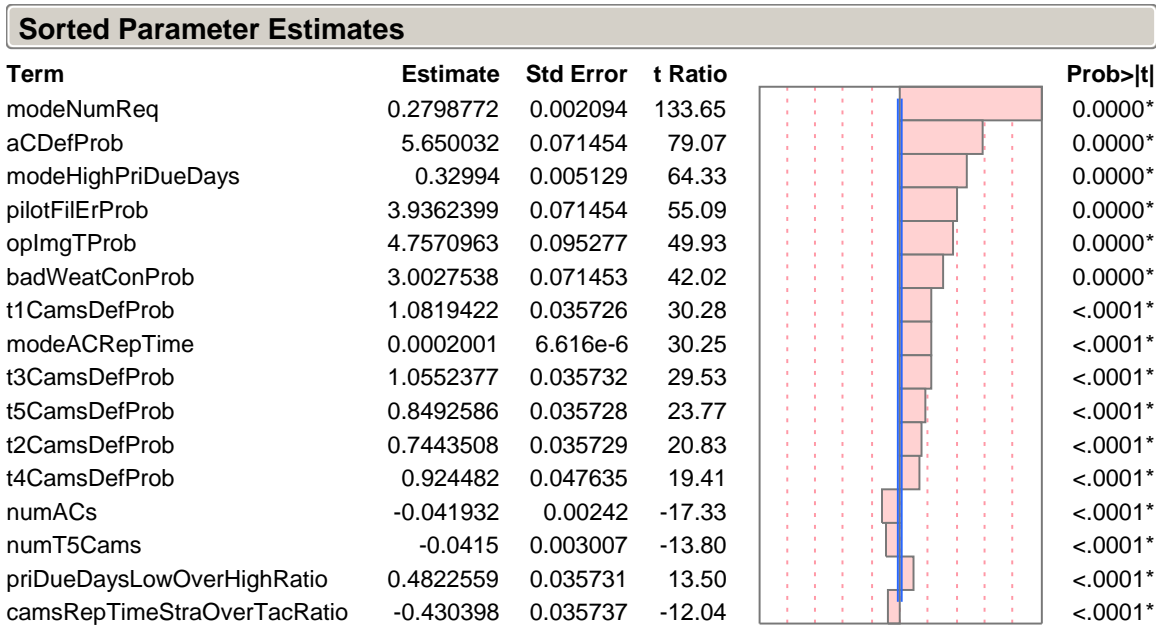 Sorted Parameter Estimates
Term Estimate Std Error t Ratio Prob>|t|
modeNumReq 0.2798772 0.002094 133.65 0.0000*
aCDefProb 5.650032 0.071454 79.07 0.0000*
modeHighPriDueDays 0.32994 0.005129 64.33 0.0000*
pilotFilErProb 3.9362399 0.071454 55.09 0.0000*
opImgTProb 4.7570963 0.095277 49.93 0.0000*
badWeatConProb 3.0027538 0.071453 42.02 0.0000*
t1CamsDefProb 1.0819422 0.035726 30.28 <.0001*
modeACRepTime 0.0002001 6.616e-6 30.25 <.0001*
t3CamsDefProb 1.0552377 0.035732 29.53 <.0001*
t5CamsDefProb 0.8492586 0.035728 23.77 <.0001*
t2CamsDefProb 0.7443508 0.035729 20.83 <.0001*
t4CamsDefProb 0.924482 0.047635 19.41 <.0001*
numACs -0.041932 0.00242 -17.33 <.0001*
numT5Cams -0.0415 0.003007 -13.80 <.0001*
priDueDaysLowOverHighRatio 0.4822559 0.035731 13.50 <.0001*
camsRepTimeStraOverTacRatio -0.430398 0.035737 -12.04 <.0001*